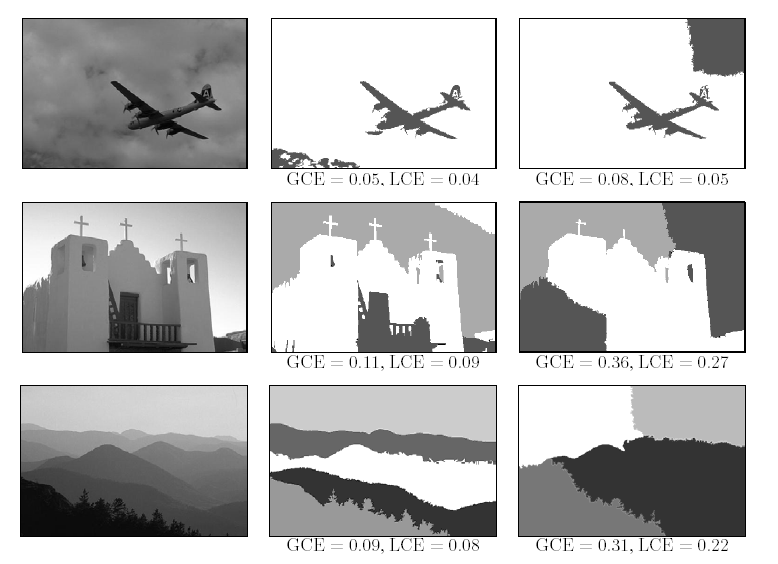 GCE = 0.05, LCE = 0.04
GCE = 0.08, LCE = 0.05
GCE = 0.11, LCE = 0.09
GCE = 0.36, LCE = 0.27
GCE = 0.09, LCE = 0.08
GCE = 0.31, LCE = 0.22